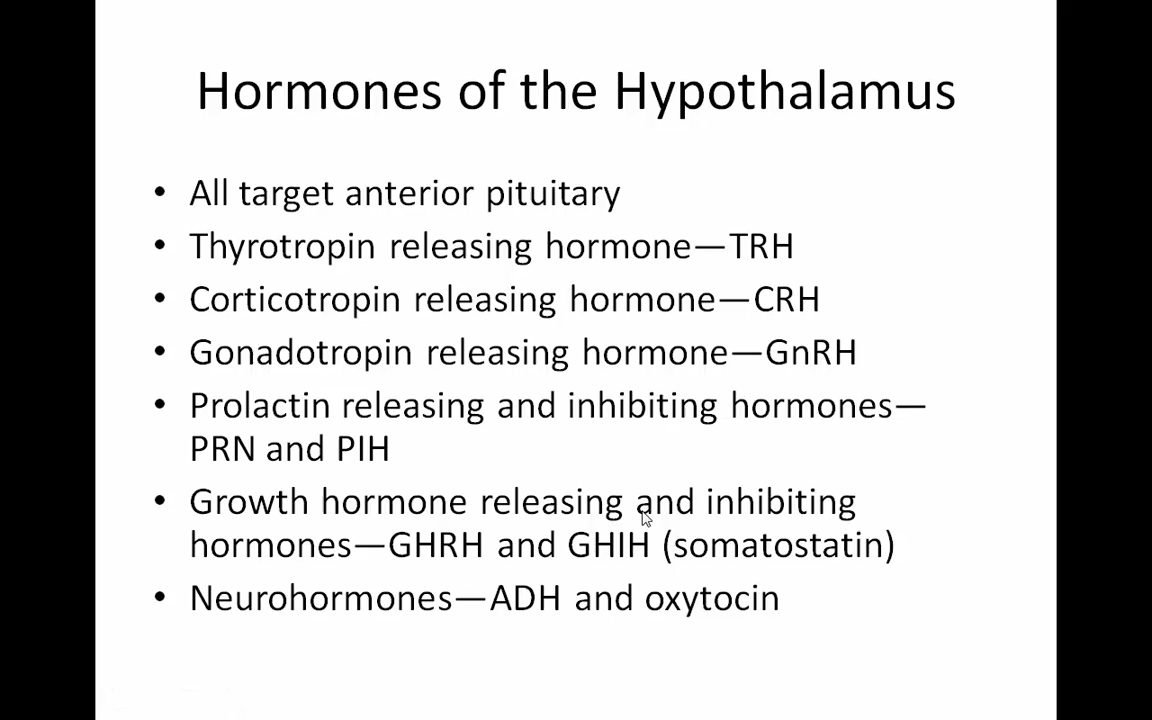 Hormones of the Hypothalamus
• All target anterior pituitary
• Thyrotropin releasing hormone—TRH
• Corticotropin releasing hormone—CRH
• Gonadotropin releasing hormone—GnRH
• Prolactin releasing and inhibiting hormones—
PRN and PIH
• Growth hormone releasing and inhibiting
hormones—GHRH and GHIH (somatostatin)
• Neurohormones—ADH and oxytocin